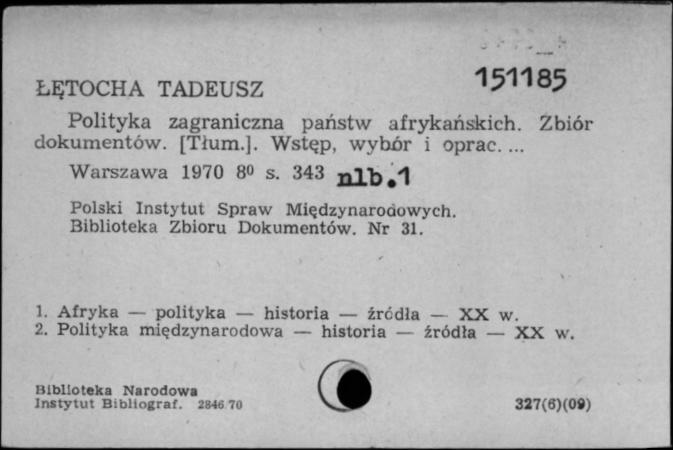 151185
ŁĘTOCHA TADEUSZ
Polityka zagraniczna państw afrykańskich. Zbiór
dokumentów. [Tłum.]. Wstęp, wybór i oprac. ...
Warszawa 1970 8⁰ s. 343 nlb.1
Polski Instytut Spraw Międzynarodowych.
Biblioteka Zbioru Dokumentów. Nr 31.
1. Afryka — polityka — historia — źródła — XX w.
2. Polityka międzynarodowa — historia — źródła — XX w.
Biblioteka Narodowa
Instytut Bibliograf. 2846/70
327(6)(09)